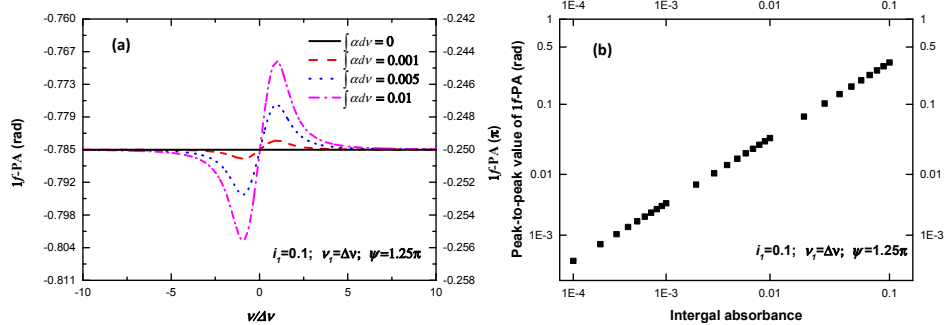 (a)
∫αdν = 0
∫αdν = 0.001
∫αdν = 0.005
∫αdν = 0.01
-0.760
-0.767
-0.773
-0.779
-0.785
-0.792
-0.798
-0.804
-0.811
-0.242
-0.244
-0.246
-0.248
-0.250
-0.252
-0.254
-0.256
-0.258
1f-PA (rad)
1f-PA (π)
i₁=0.1; ν₁=Δν; ψ=1.25π
-10 -5 0 5 10
ν/Δν
(b)
1E-4 1E-3 0.01 0.1
1
0.5
0.1
0.01
1E-3
1
0.5
0.1
0.01
1E-3
Peak-to-peak value of 1f-PA (rad)
i₁=0.1; ν₁=Δν; ψ=1.25π
1E-4 1E-3 0.01 0.1
Intergal absorbance